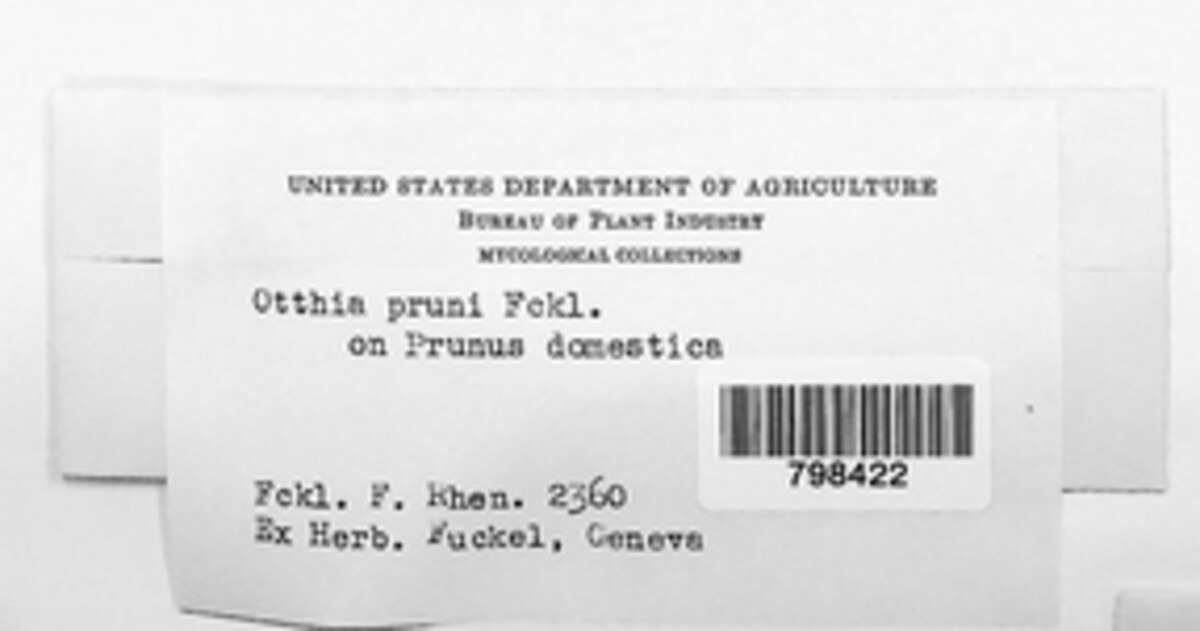 UNITED STATES DEPARTMENT OF AGRICULTURE
BUREAU OF PLANT INDUSTRY
MYCOLOGICAL COLLECTIONS
Otthia pruni Fckl.
on Prunus domestica
798422
Fckl. F. Rhen. 2360
Ex Herb. Fuckel, Geneva